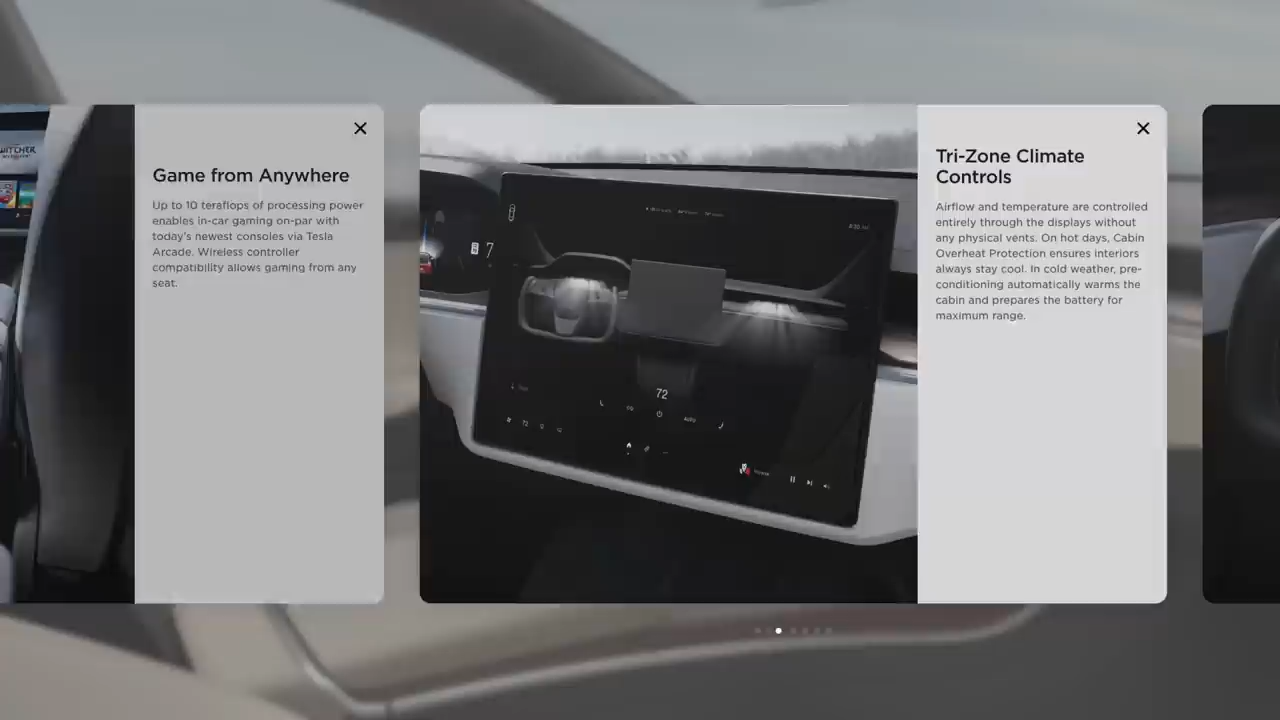 WITCHER
Game from Anywhere
Up to 10 teraflops of processing power
enables in-car gaming on-par with
today's newest consoles via Tesla
Arcade. Wireless controller
compatibility allows gaming from any
seat.
7
72
AUTO
72
Tri-Zone Climate
Controls
Airflow and temperature are controlled
entirely through the displays without
any physical vents. On hot days, Cabin
Overheat Protection ensures interiors
always stay cool. In cold weather, pre-
conditioning automatically warms the
cabin and prepares the battery for
maximum range.